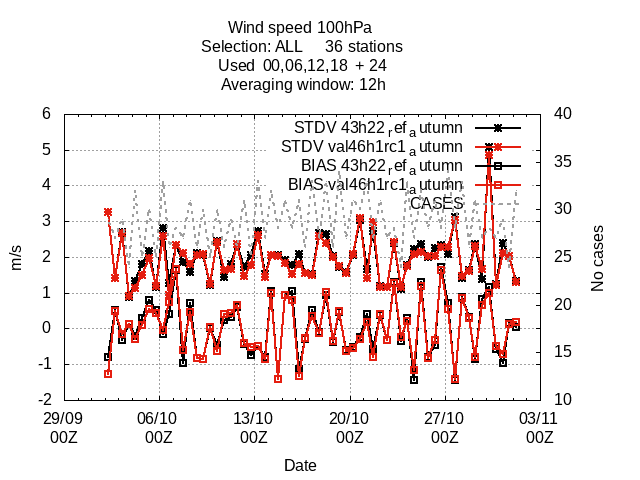 Wind speed 100hPa
Selection: ALL 36 stations
Used 00,06,12,18 + 24
Averaging window: 12h
STDV 43h22_ref_autumn
STDV val46h1rc1_autumn
BIAS 43h22_ref_autumn
BIAS val46h1rc1_autumn
CASES
6
5
4
3
2
1
0
-1
-2
m/s
40
35
30
25
20
15
10
No cases
29/09 06/10 13/10 20/10 27/10 03/11
00Z 00Z 00Z 00Z 00Z 00Z
Date